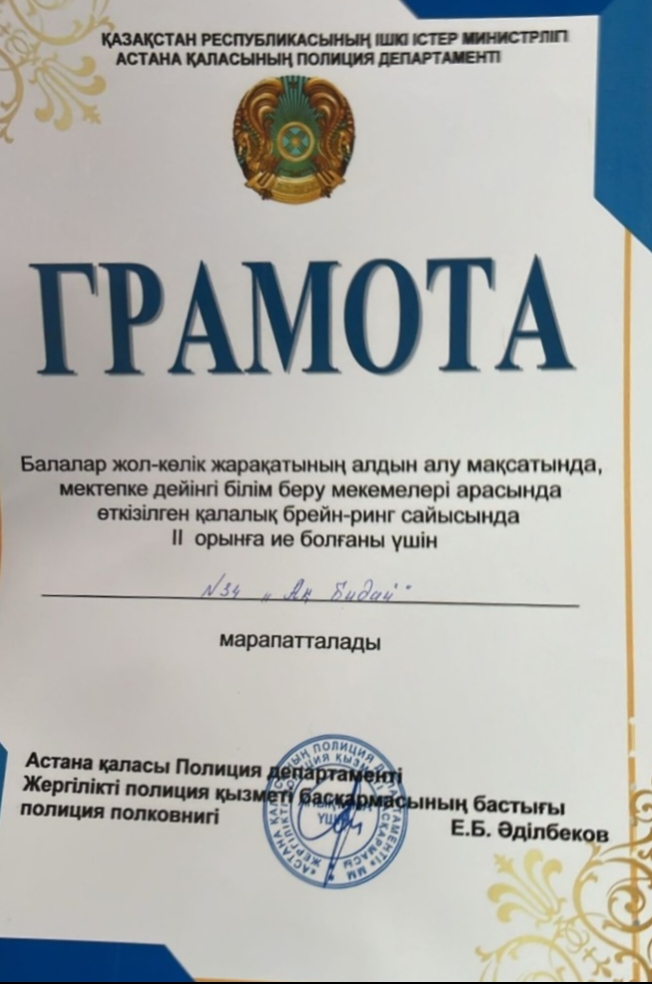 ҚАЗАҚСТАН РЕСПУБЛИКАСЫНЫҢ ІШКІ ІСТЕР МИНИСТРЛІГІ
АСТАНА ҚАЛАСЫНЫҢ ПОЛИЦИЯ ДЕПАРТАМЕНТІ
ГРАМОТА
Балалар жол-көлік жарақатының алдын алу мақсатында,
мектепке дейінгі білім беру мекемелері арасында
өткізілген қалалық брейн-ринг сайысында
ІІ орынға ие болғаны үшін
№34 „Ақ бидай"
марапатталады
Астана қаласы Полиция департаменті
Жергілікті полиция қызметі басқармасының бастығы
полиция полковнигі
Е.Б. Әділбеков